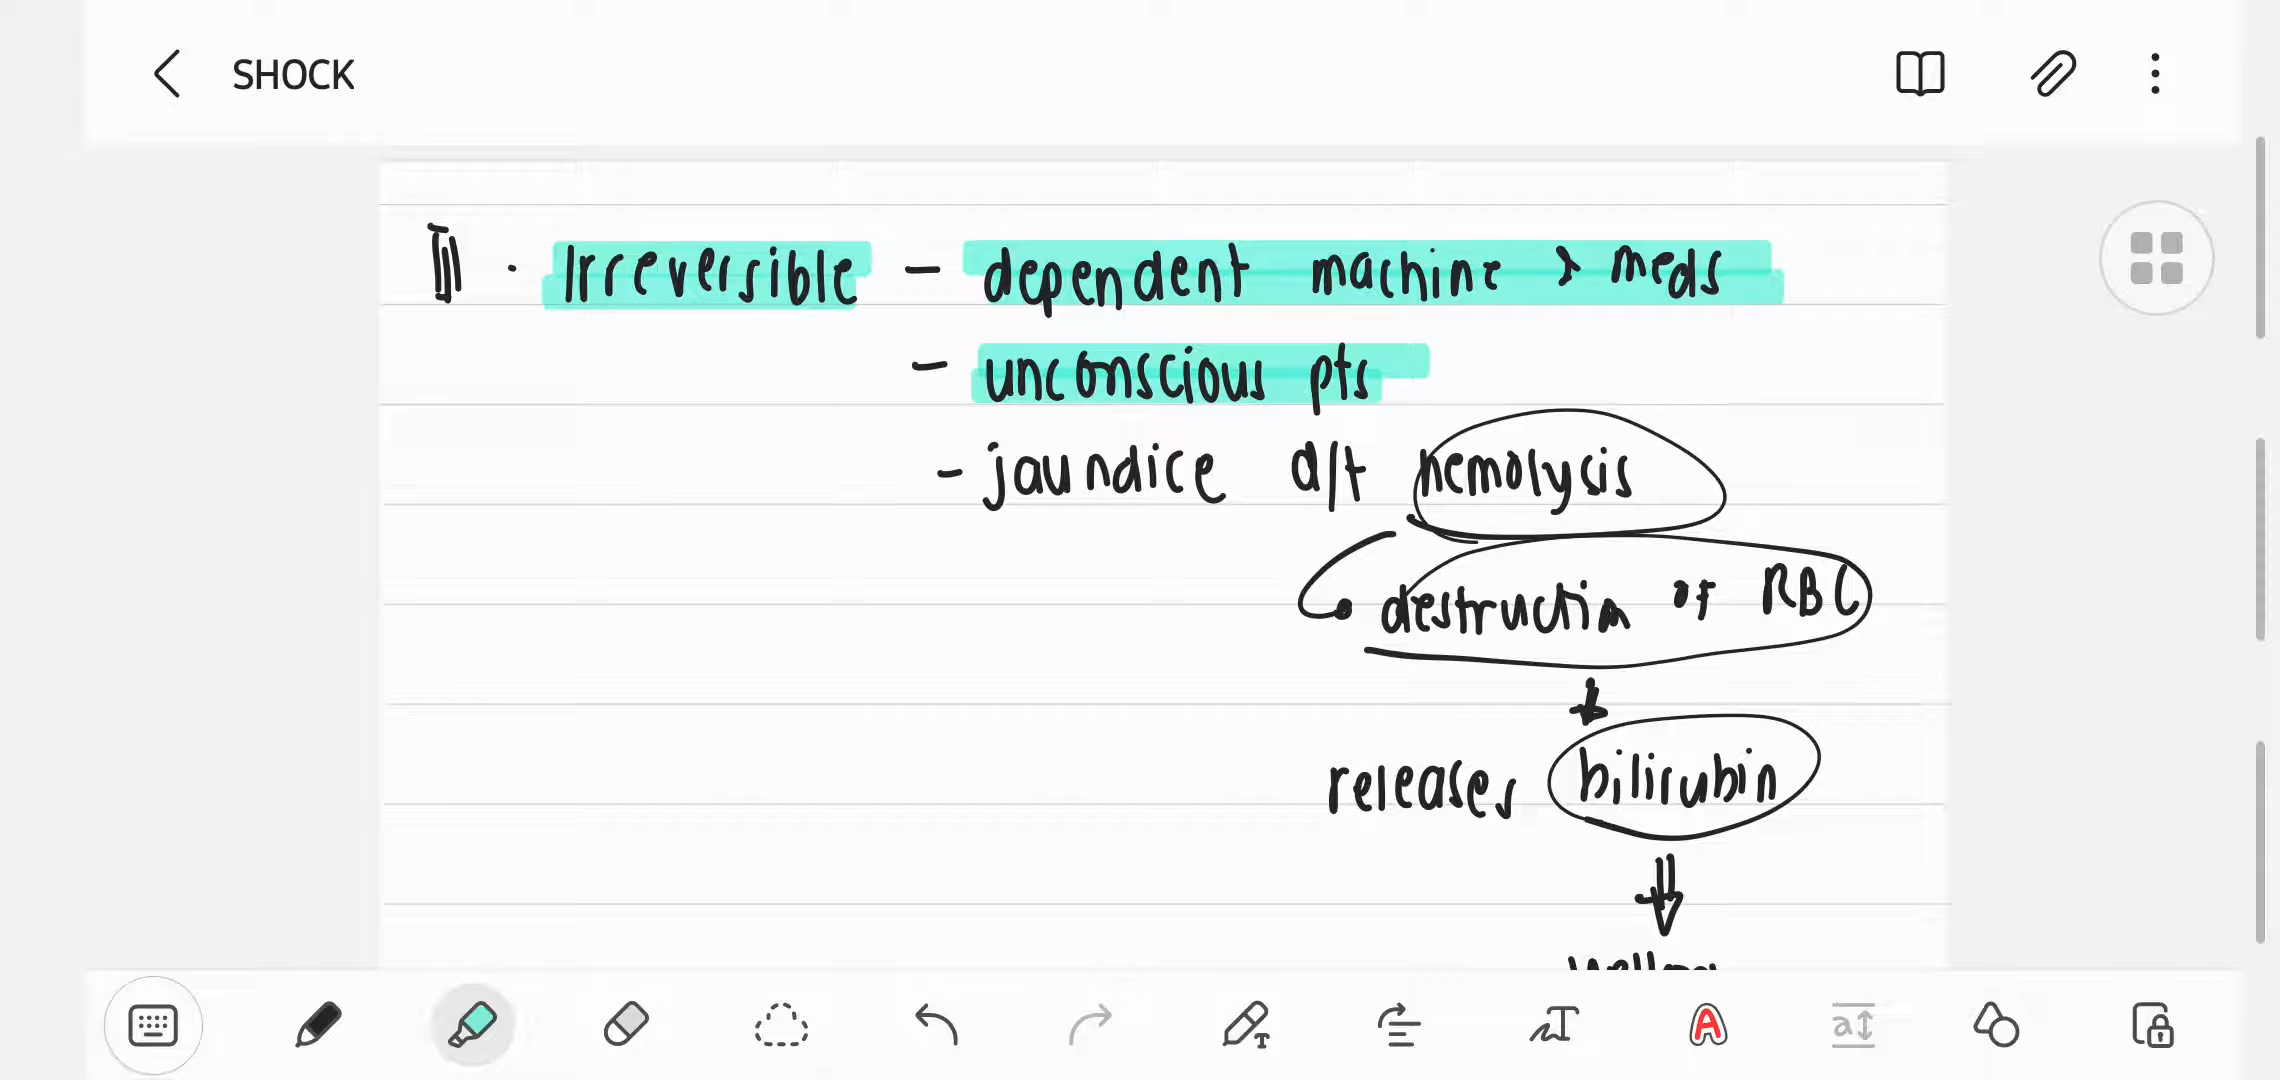 SHOCK
III . Irreversible – dependent machine & meds
– unconscious pts
– jaundice d/t hemolysis
destruction of RBC
releases bilirubin